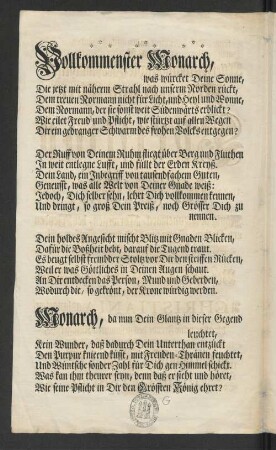 Vollkommenster Monarch,
was würcket Deine Sonne,
Die jetzt mit näherm Strahl nach unserm Norden rückt,
Dem treuen Normann nicht für Licht, und Heyl und Wonne,
Dem Normann, der sie sonst weit Südenwärts erblickt?
Wie eilet Freud und Pflicht, wie stürtzt auf allen Wegen
Dir ein gedranger Schwarm des frohen Volcks entgegen?
Der Ruff von Deinem Ruhm fliegt über Berg und Fluthen
In weit entlegne Lufft, und füllt der Erden Kreyß.
Dein Land, ein Inbegriff von tausendfachem Guten,
Geneusst, was alle Welt von Deiner Gnade weiß:
Jedoch, Dich selber sehn, lehrt Dich vollkommen kennen,
Und dringt, so groß Dein Preiß, noch Grösser Dich zu
nennen.
Dein holdes Angesicht mischt Blitz mit Gnaden Blicken,
Dafür die Boßheit bebt, darauf die Tugend traut.
Es beugt selbst fremder Stoltz vor Dir den steiffen Rücken,
Weil er was Göttliches in Deinen Augen schaut.
An Dir entdecken das Person, Mund und Geberden,
Wodurch die, so gekrönt, der Krone würdig werden.
Monarch, da nun Dein Glantz in dieser Gegend
leuchtet,
Kein Wunder, daß dadurch Dein Unterthan entzückt
Den Purpur kniend küsst, mit Freuden-Thränen feuchtet,
Und Wüntsche sonder Zahl für Dich gen Himmel schickt.
Was kan ihm theurer seyn, denn daß er sieht und höret,
Wie seine Pflicht in Dir den Grössten König ehret?